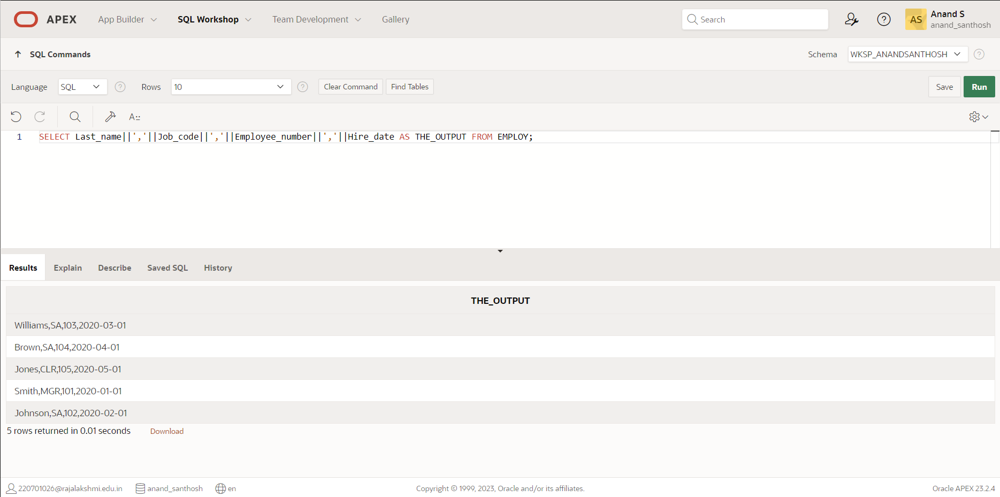 APEX App Builder SQL Workshop Team Development Gallery Search AS Anand S
anand_santhosh
SQL Commands Schema WKSP_ANANDSANTHOSH ?
Language SQL ? Rows 10 ? Clear Command Find Tables Save Run
A
1 SELECT Last_name||','||Job_code||','||Employee_number||','||Hire_date AS THE_OUTPUT FROM EMPLOY;
Results Explain Describe Saved SQL History
THE_OUTPUT
Williams,SA,103,2020-03-01
Brown,SA,104,2020-04-01
Jones,CLR,105,2020-05-01
Smith,MGR,101,2020-01-01
Johnson,SA,102,2020-02-01
5 rows returned in 0.01 seconds Download
220701026@rajalakshmi.edu.in anand_santhosh en Copyright © 1999, 2023, Oracle and/or its affiliates. Oracle APEX 23.2.4